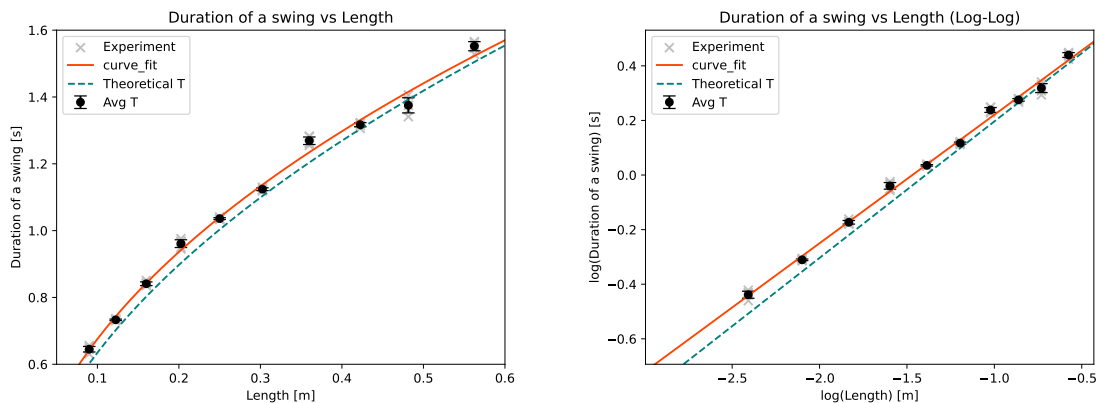 Duration of a swing vs Length
Duration of a swing [s]
1.6
1.4
1.2
1.0
0.8
0.6
Experiment
curve_fit
Theoretical T
Avg T
0.1
0.2
0.3
0.4
0.5
0.6
Length [m]
Duration of a swing vs Length (Log-Log)
log(Duration of a swing) [s]
0.4
0.2
0.0
−0.2
−0.4
−0.6
Experiment
curve_fit
Theoretical T
Avg T
−2.5
−2.0
−1.5
−1.0
−0.5
log(Length) [m]